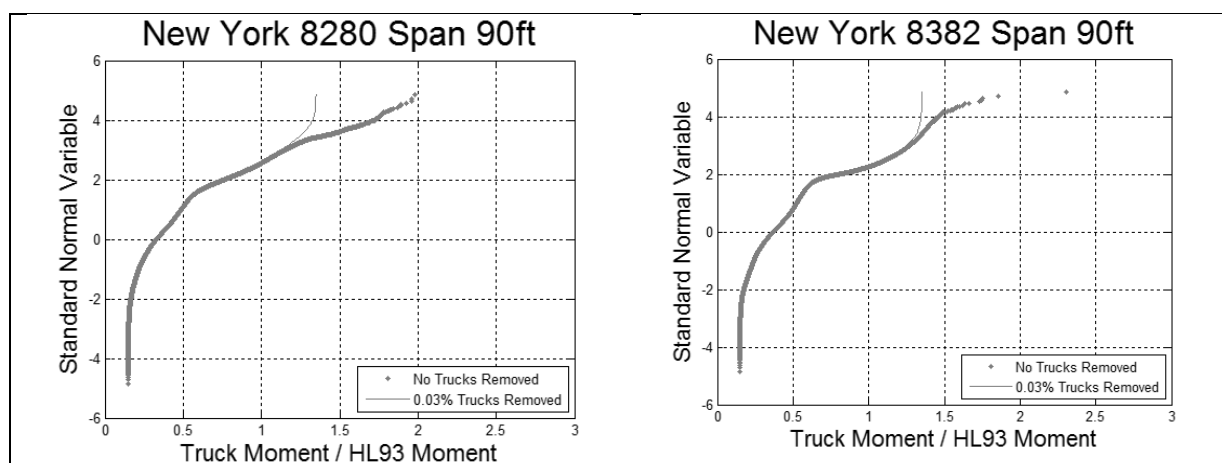 New York 8280 Span 90ft
6
4
2
0
-2
-4
-6
Standard Normal Variable
0
0.5
1
1.5
2
2.5
3
Truck Moment / HL93 Moment
No Trucks Removed
0.03% Trucks Removed
New York 8382 Span 90ft
6
4
2
0
-2
-4
-6
Standard Normal Variable
0
0.5
1
1.5
2
2.5
3
Truck Moment / HL93 Moment
No Trucks Removed
0.03% Trucks Removed